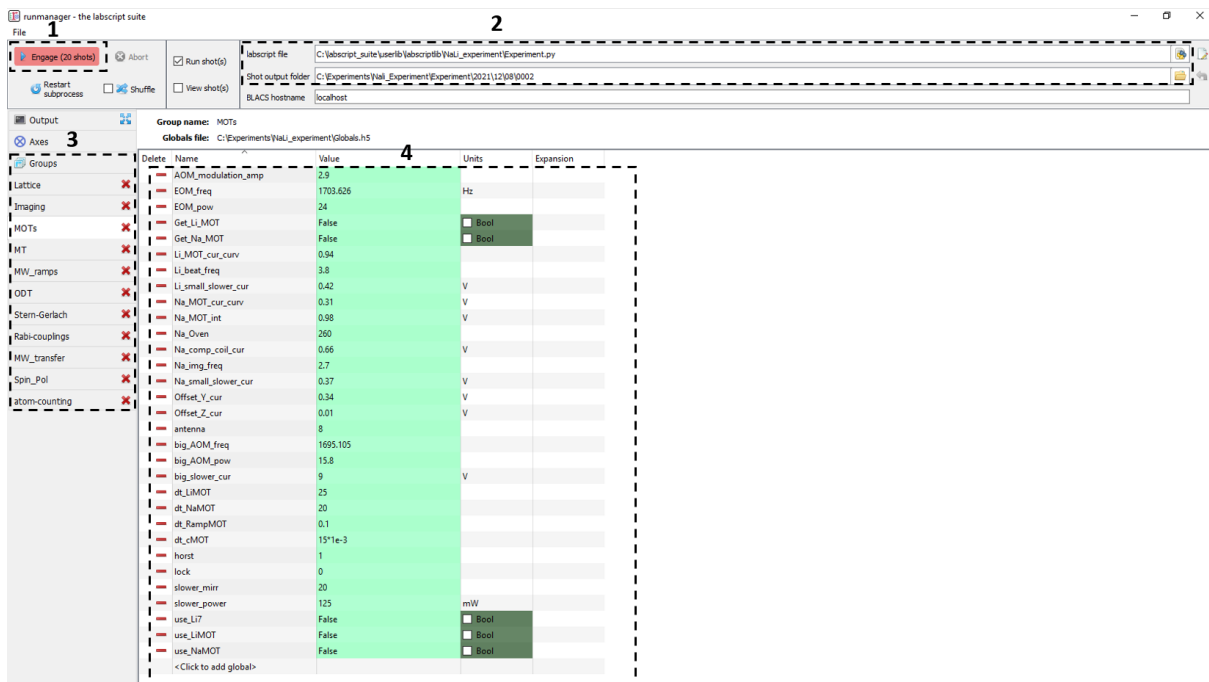 runmanager - the labscript suite
File
1
2
Engage (20 shots)
Abort
Run shot(s)
labscript file C:\labscript_suite\userlib\labscriptlib\NaLi_experiment\Experiment.py
Restart subprocess
Shuffle
View shot(s)
Shot output folder C:\Experiments\Nali_Experiment\Experiment\2021\12\08\0002
BLACS hostname localhost
Output
Axes
3
Groups
Lattice
Imaging
MOTs
MT
MW_ramps
ODT
Stern-Gerlach
Rabi-couplings
MW_transfer
Spin_Pol
atom-counting
Group name: MOTs
Globals file: C:\Experiments\NaLi_experiment\Globals.h5
4
Delete Name Value Units Expansion
AOM_modulation_amp 2.9
EOM_freq 1703.626 Hz
EOM_pow 24
Get_Li_MOT False Bool
Get_Na_MOT False Bool
Li_MOT_cur_curv 0.94
Li_beat_freq 3.8
Li_small_slower_cur 0.42 V
Na_MOT_cur_curv 0.31 V
Na_MOT_int 0.98 V
Na_Oven 260
Na_comp_coil_cur 0.66 V
Na_img_freq 2.7
Na_small_slower_cur 0.37 V
Offset_Y_cur 0.34 V
Offset_Z_cur 0.01 V
antenna 8
big_AOM_freq 1695.105
big_AOM_pow 15.8
big_slower_cur 9 V
dt_LiMOT 25
dt_NaMOT 20
dt_RampMOT 0.1
dt_cMOT 15*1e-3
horst 1
lock 0
slower_mirr 20
slower_power 125 mW
use_Li7 False Bool
use_LiMOT False Bool
use_NaMOT False Bool
<Click to add global>